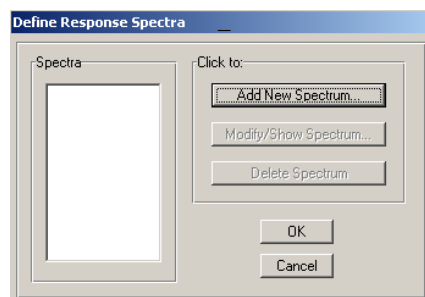 Define Response Spectra
Spectra
Click to:
Add New Spectrum...
Modify/Show Spectrum...
Delete Spectrum
OK
Cancel